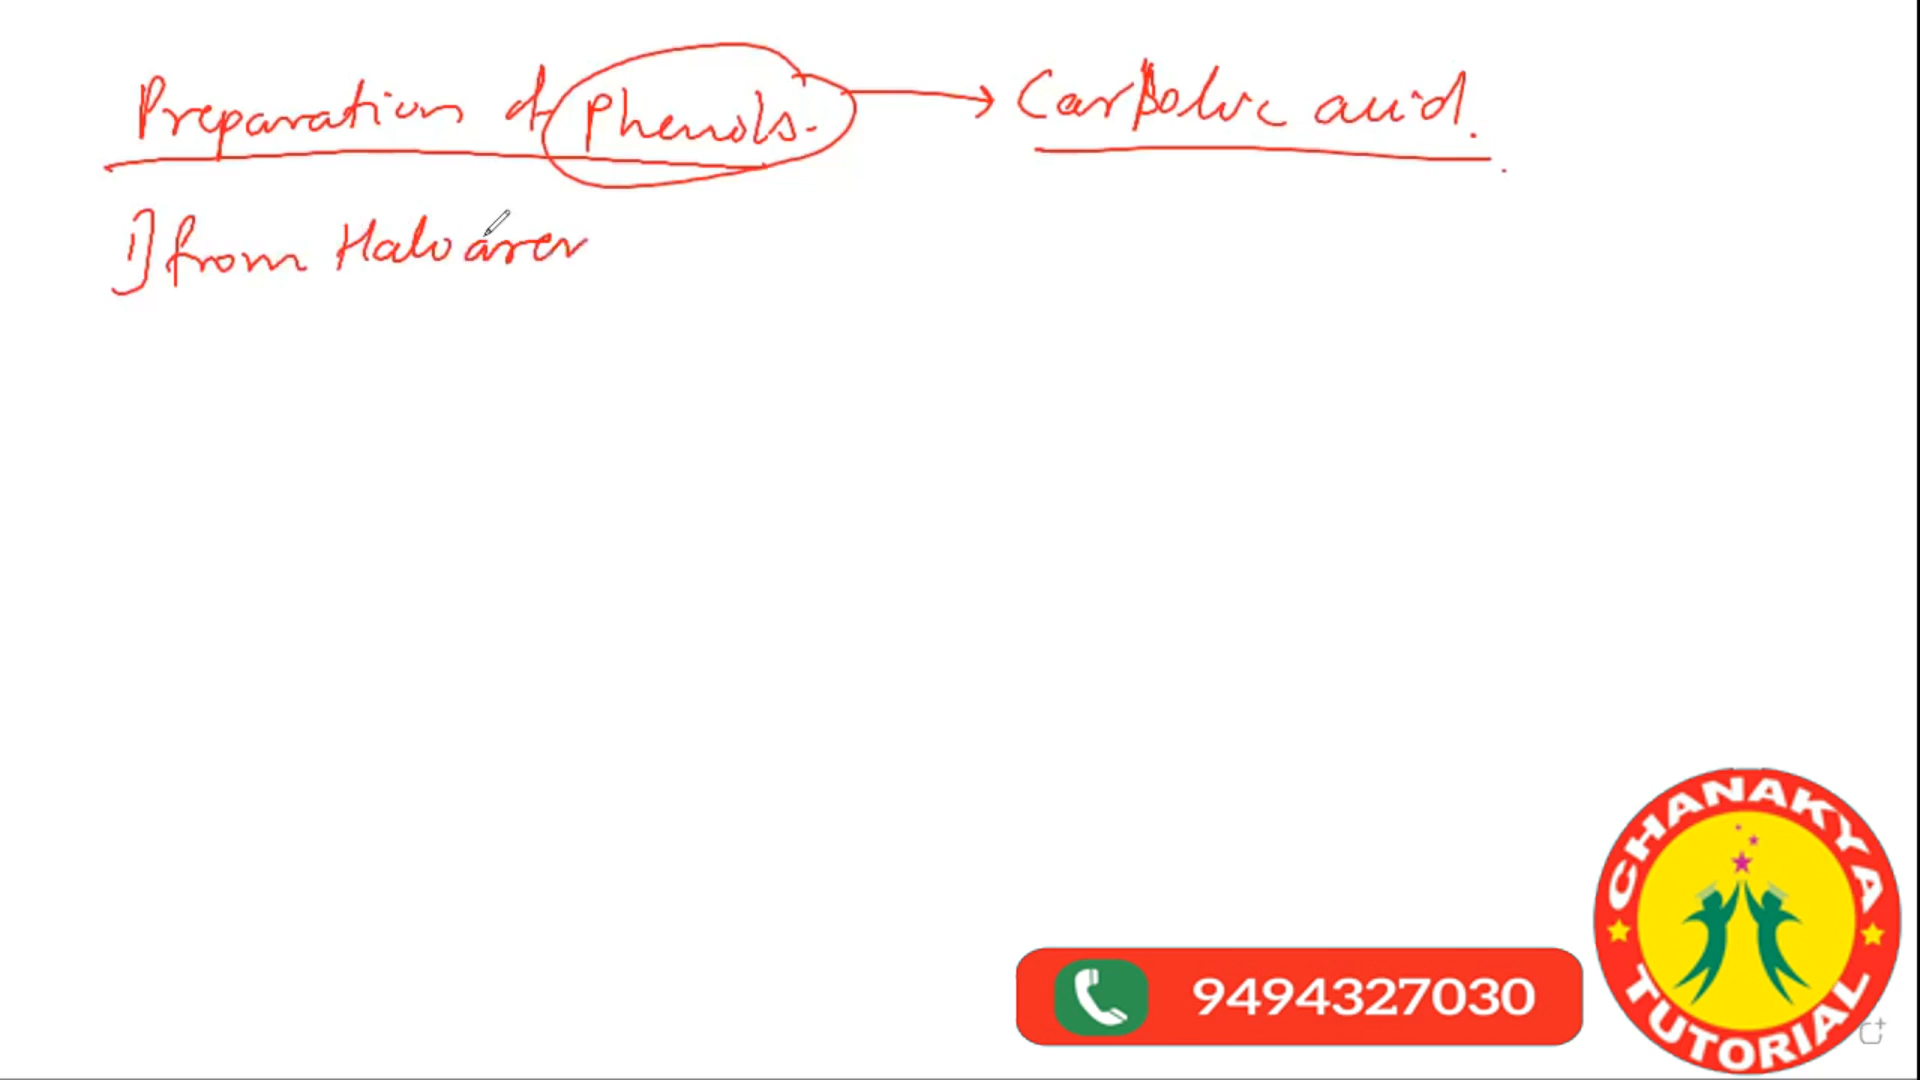 Preparation of Phenols. → Carbolic acid.
1] from Haloaren
9494327030
CHANAKYA TUTORIAL